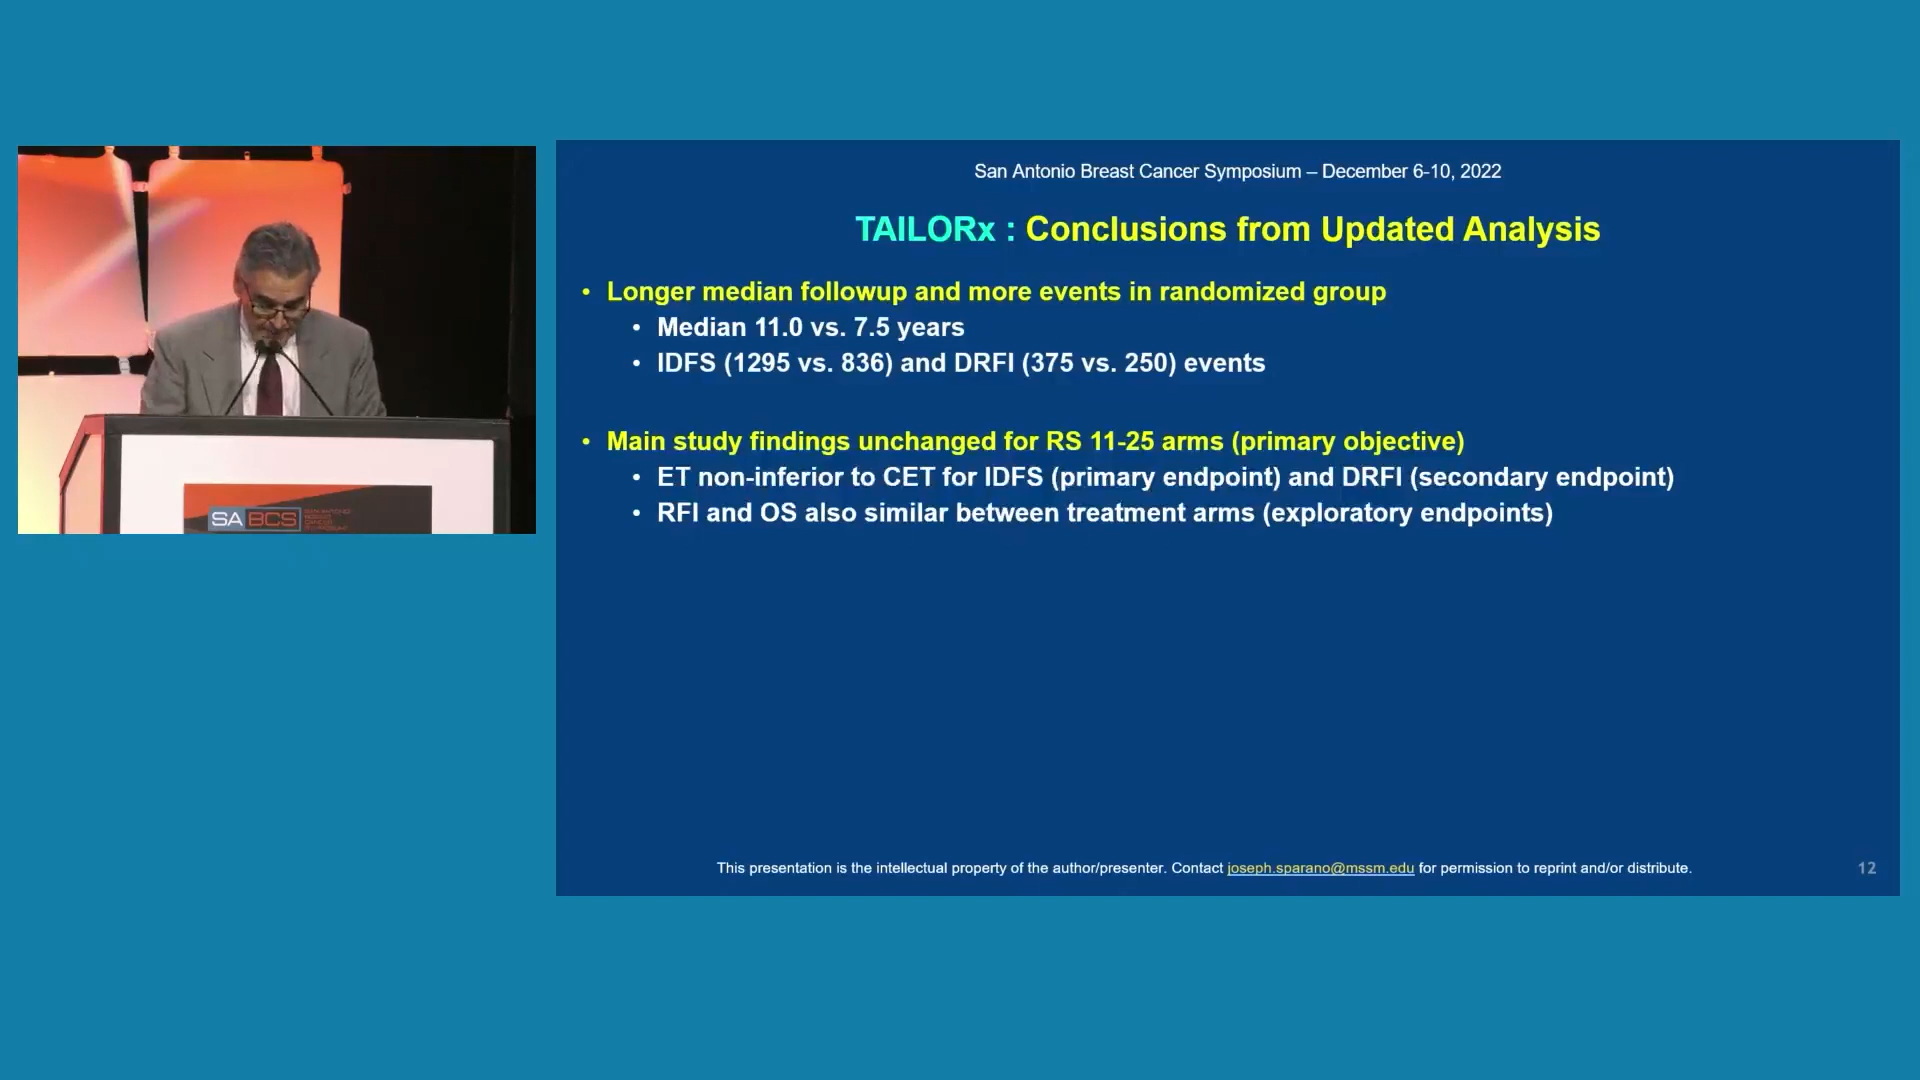 San Antonio Breast Cancer Symposium – December 6-10, 2022
TAILORx : Conclusions from Updated Analysis
• Longer median followup and more events in randomized group
• Median 11.0 vs. 7.5 years
• IDFS (1295 vs. 836) and DRFI (375 vs. 250) events
• Main study findings unchanged for RS 11-25 arms (primary objective)
• ET non-inferior to CET for IDFS (primary endpoint) and DRFI (secondary endpoint)
• RFI and OS also similar between treatment arms (exploratory endpoints)
This presentation is the intellectual property of the author/presenter. Contact joseph.sparano@mssm.edu for permission to reprint and/or distribute.
12
SABCS